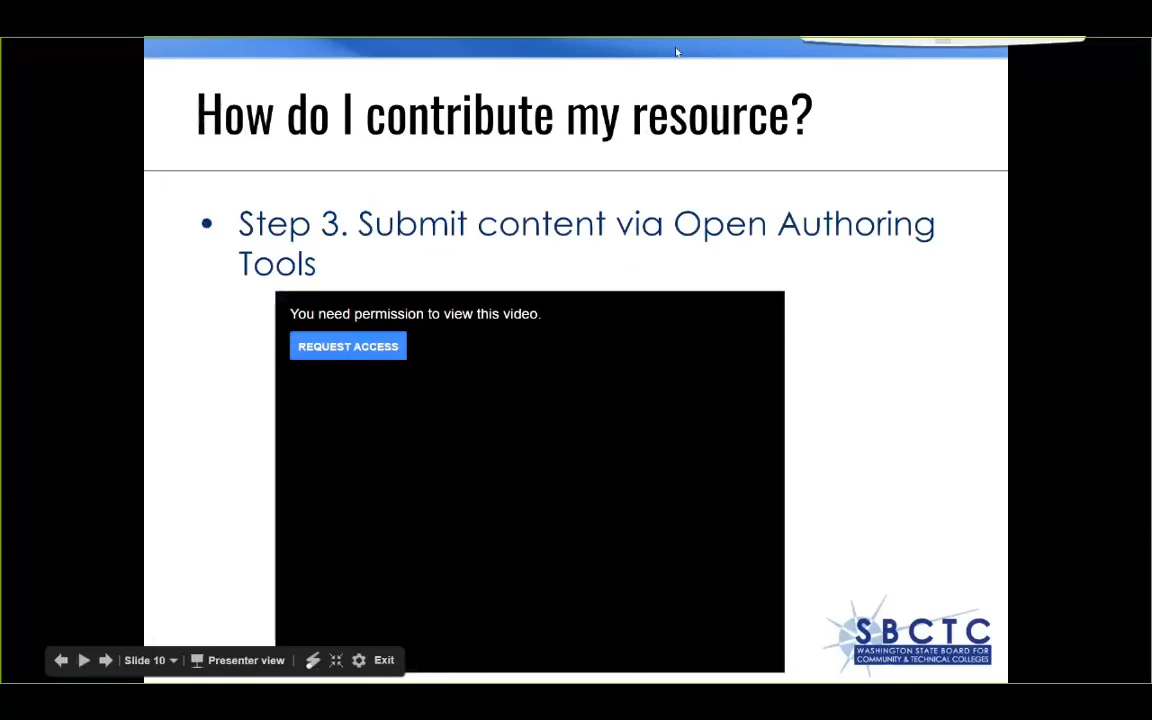 How do I contribute my resource?
• Step 3. Submit content via Open Authoring
Tools
You need permission to view this video.
REQUEST ACCESS
SBCTC
WASHINGTON STATE BOARD FOR
COMMUNITY & TECHNICAL COLLEGES
Slide 10 Presenter view Exit